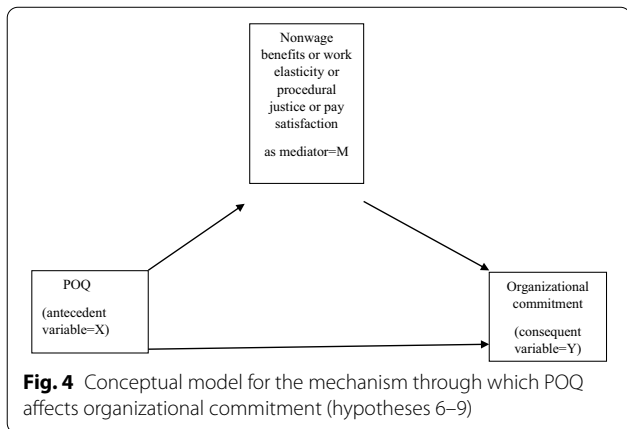 Nonwage
benefits or work
elasticity or
procedural
justice or pay
satisfaction
as mediator=M
POQ
(antecedent
variable=X)
Organizational
commitment
(consequent
variable=Y)
Fig. 4 Conceptual model for the mechanism through which POQ
affects organizational commitment (hypotheses 6–9)